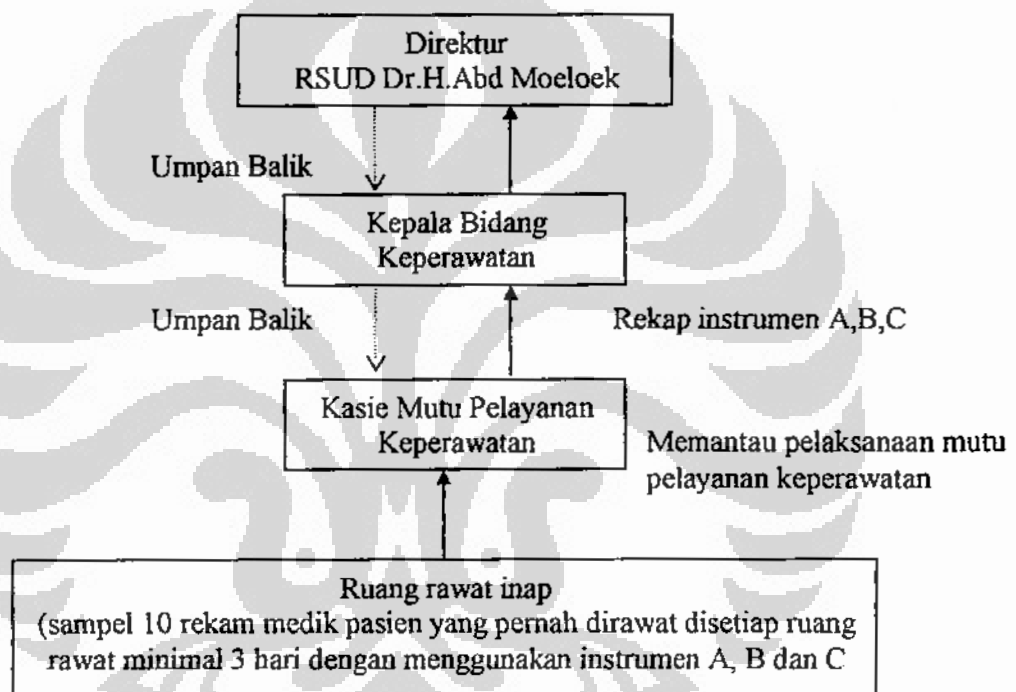 Direktur
RSUD Dr.H.Abd Moeloek
Umpan Balik
Kepala Bidang
Keperawatan
Umpan Balik
Rekap instrumen A,B,C
Kasie Mutu Pelayanan
Keperawatan
Memantau pelaksanaan mutu
pelayanan keperawatan
Ruang rawat inap
(sampel 10 rekam medik pasien yang pernah dirawat disetiap ruang
rawat minimal 3 hari dengan menggunakan instrumen A, B dan C